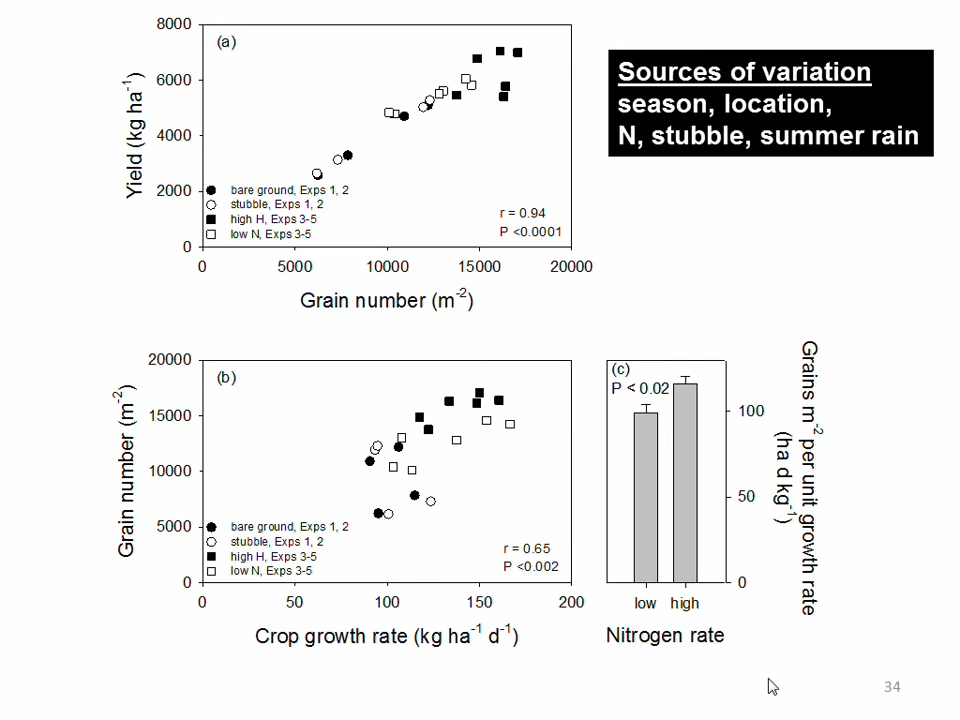 8000
(a)
6000
4000
2000
0
Yield (kg ha⁻¹)
bare ground, Exps 1, 2
stubble, Exps 1, 2
high H, Exps 3-5
low N, Exps 3-5
r = 0.94
P <0.0001
0 5000 10000 15000 20000
Grain number (m⁻²)
Sources of variation
season, location,
N, stubble, summer rain
20000
(b)
15000
10000
5000
0
Grain number (m⁻²)
bare ground, Exps 1, 2
stubble, Exps 1, 2
high H, Exps 3-5
low N, Exps 3-5
r = 0.65
P <0.002
0 50 100 150 200
Crop growth rate (kg ha⁻¹ d⁻¹)
(c)
P < 0.02
100
50
0
low high
Nitrogen rate
Grains m⁻² per unit growth rate
(ha d kg⁻¹)
34